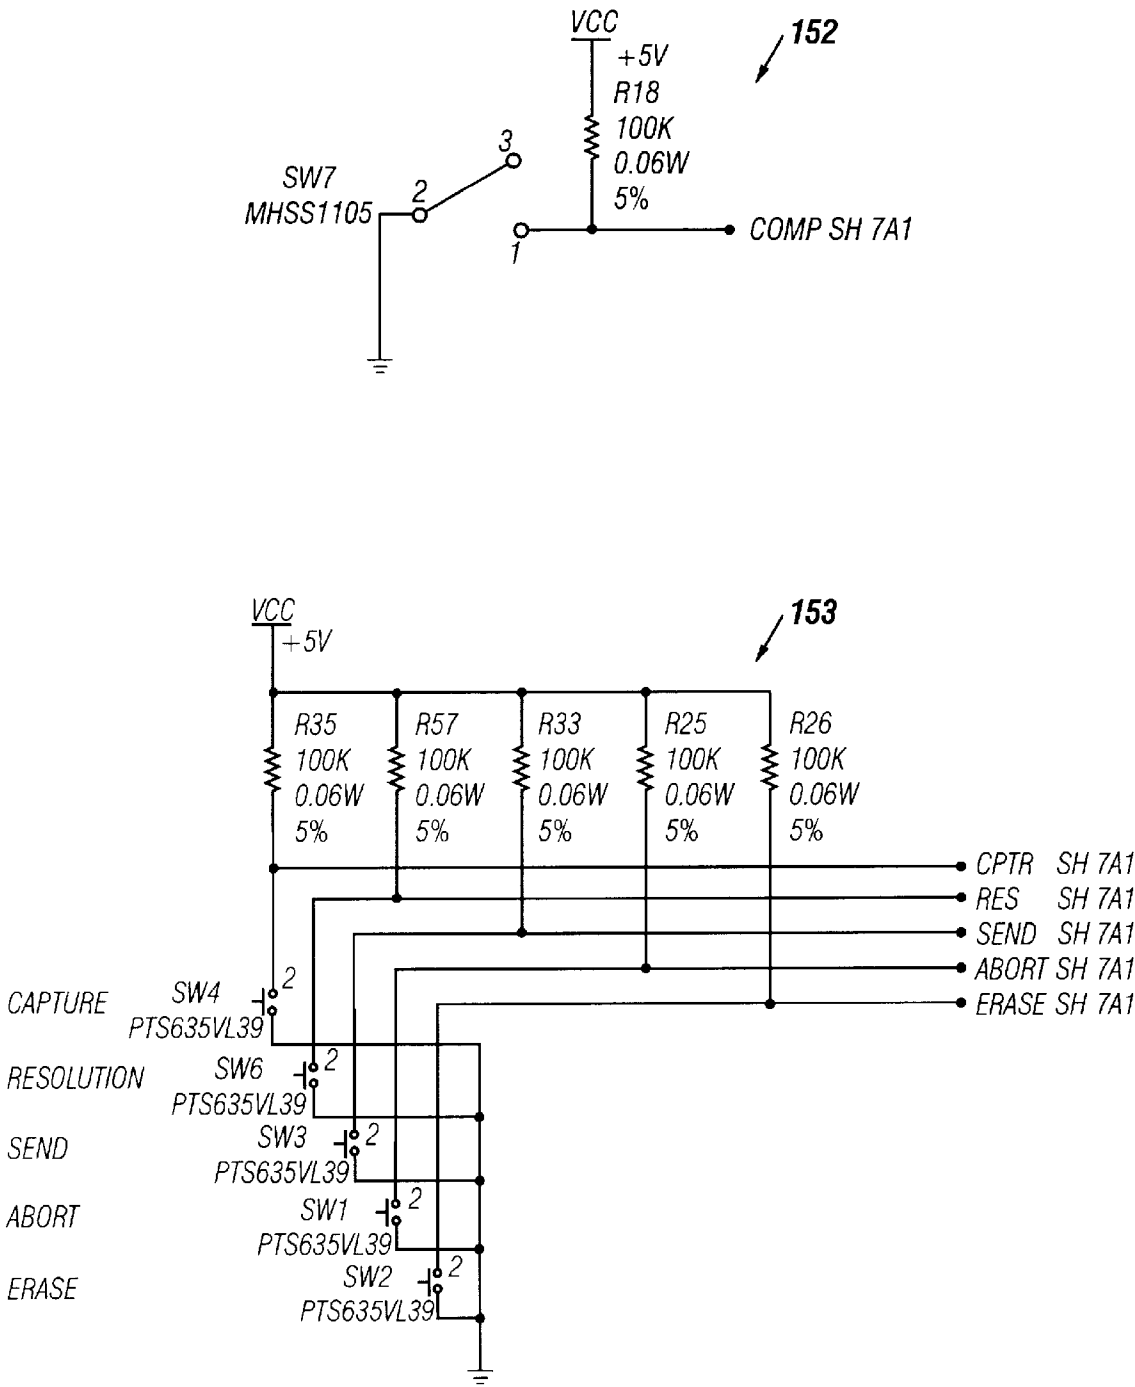 VCC
152
+5V
R18
100K
0.06W
5%
3
SW7
MHSS1105
2
1
COMP SH 7A1
VCC
153
+5V
R35
100K
0.06W
5%
R57
100K
0.06W
5%
R33
100K
0.06W
5%
R25
100K
0.06W
5%
R26
100K
0.06W
5%
CPTR SH 7A1
RES SH 7A1
SEND SH 7A1
ABORT SH 7A1
ERASE SH 7A1
CAPTURE
SW4
PTS635VL39
2
RESOLUTION
SW6
PTS635VL39
2
SEND
SW3
PTS635VL39
2
ABORT
SW1
PTS635VL39
2
ERASE
SW2
PTS635VL39
2